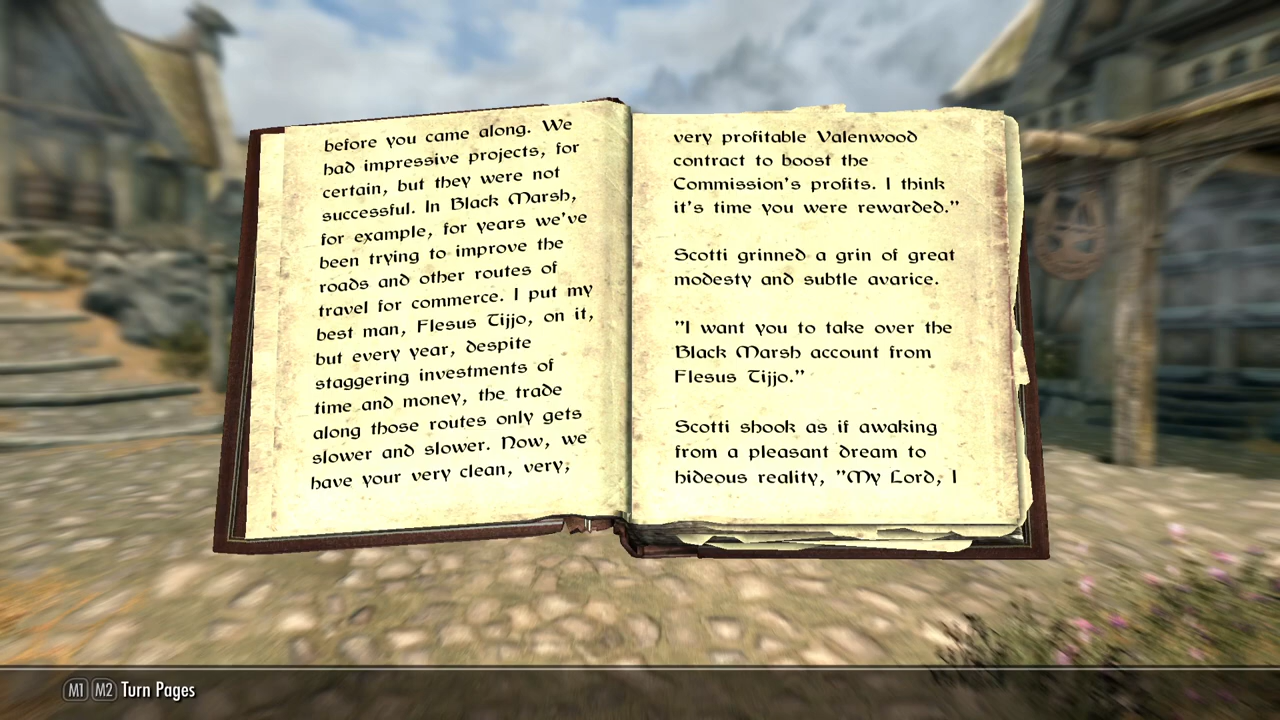 before you came along. We
had impressive projects, for
certain, but they were not
successful. In Black Marsh,
for example, for years we've
been trying to improve the
roads and other routes of
travel for commerce. I put my
best man, Flesus Tijjo, on it,
but every year, despite
staggering investments of
time and money, the trade
along those routes only gets
slower and slower. Now, we
have your very clean, very,
very profitable Valenwood
contract to boost the
Commission's profits. I think
it's time you were rewarded."
Scotti grinned a grin of great
modesty and subtle avarice.
"I want you to take over the
Black Marsh account from
Flesus Tijjo."
Scotti shook as if awaking
from a pleasant dream to
hideous reality, "My Lord, I
M1 M2 Turn Pages